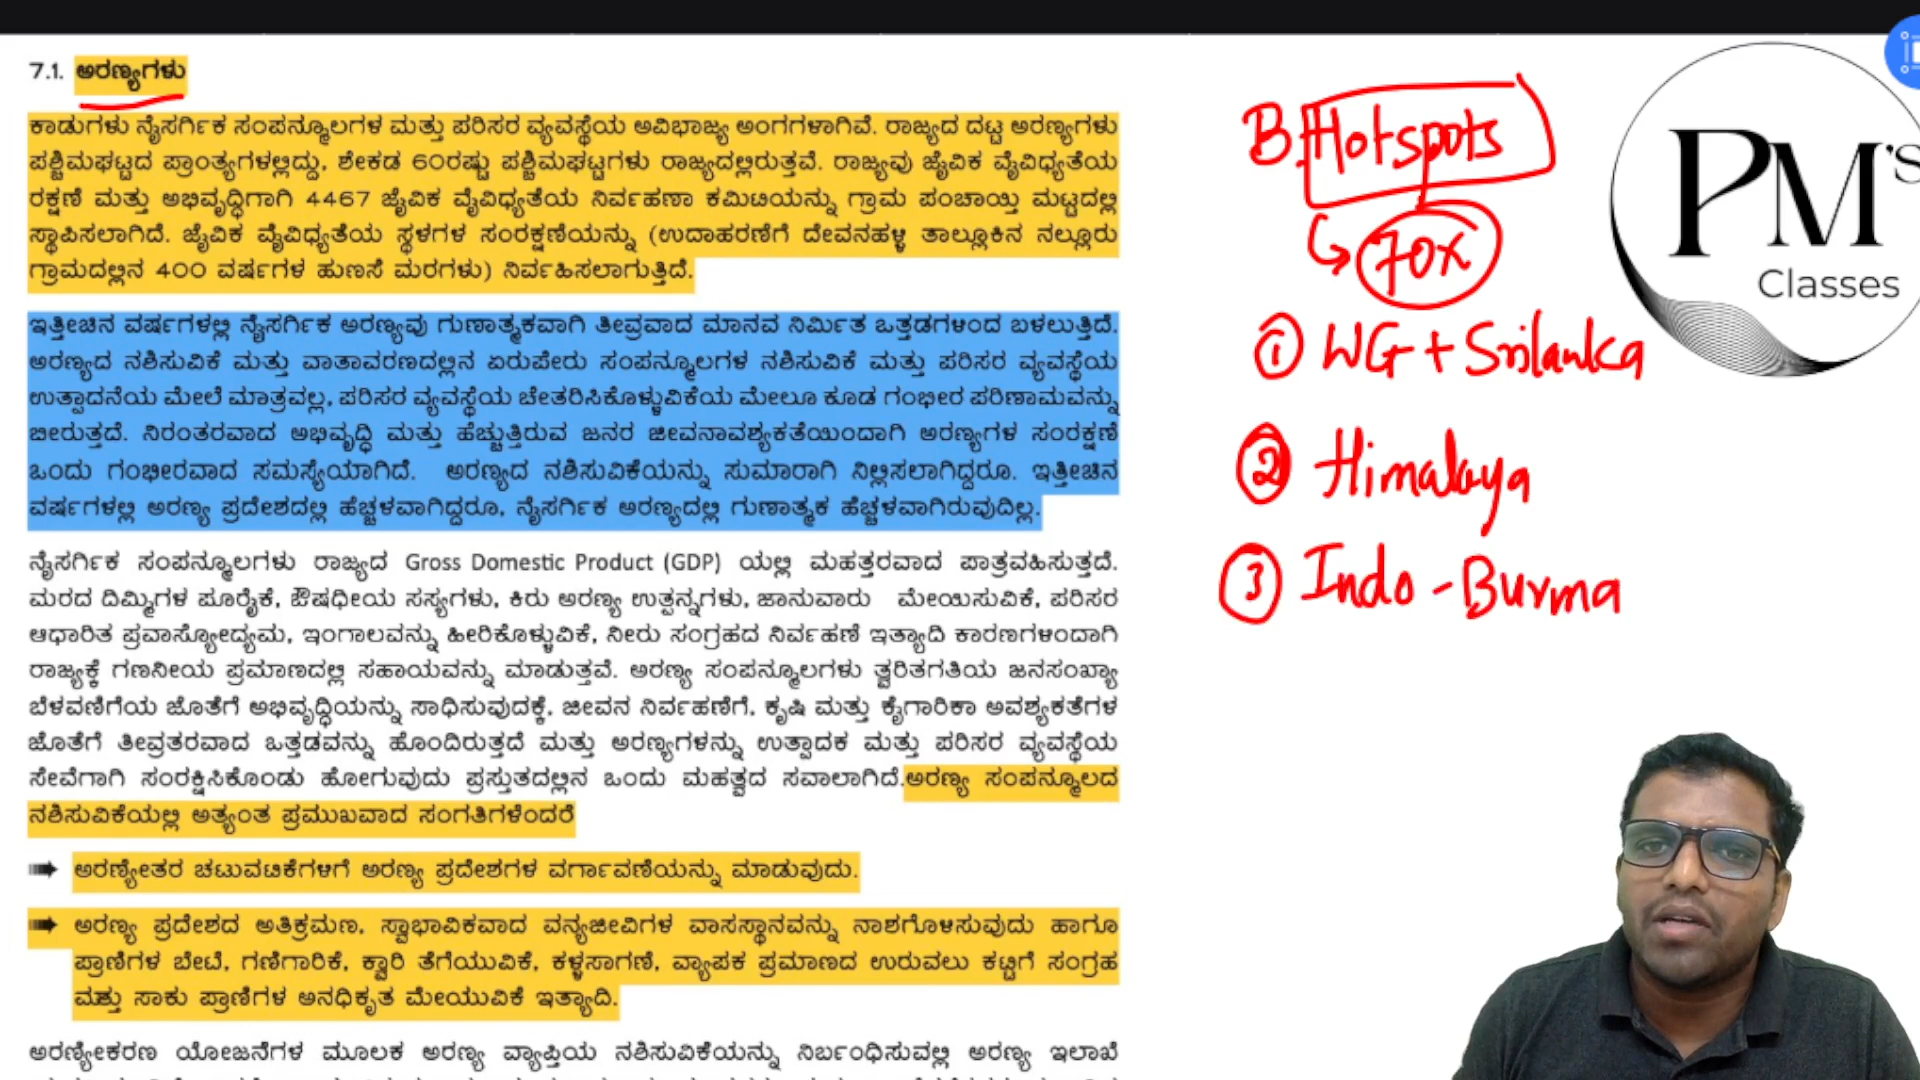 7.1. ಅರಣ್ಯಗಳು
ಕಾಡುಗಳು ನೈಸರ್ಗಿಕ ಸಂಪನ್ಮೂಲಗಳ ಮತ್ತು ಪರಿಸರ ವ್ಯವಸ್ಥೆಯ ಅವಿಭಾಜ್ಯ ಅಂಗಗಳಾಗಿವೆ. ರಾಜ್ಯದ ದಟ್ಟ ಅರಣ್ಯಗಳು
ಪಶ್ಚಿಮಘಟ್ಟದ ಪ್ರಾಂತ್ಯಗಳಲ್ಲಿದ್ದು, ಶೇಕಡ 60ರಷ್ಟು ಪಶ್ಚಿಮಘಟ್ಟಗಳು ರಾಜ್ಯದಲ್ಲಿರುತ್ತವೆ. ರಾಜ್ಯವು ಜೈವಿಕ ವೈವಿಧ್ಯತೆಯ
ರಕ್ಷಣೆ ಮತ್ತು ಅಭಿವೃದ್ಧಿಗಾಗಿ 4467 ಜೈವಿಕ ವೈವಿಧ್ಯತೆಯ ನಿರ್ವಹಣಾ ಕಮಿಟಿಯನ್ನು ಗ್ರಾಮ ಪಂಚಾಯ್ತಿ ಮಟ್ಟದಲ್ಲಿ
ಸ್ಥಾಪಿಸಲಾಗಿದೆ. ಜೈವಿಕ ವೈವಿಧ್ಯತೆಯ ಸ್ಥಳಗಳ ಸಂರಕ್ಷಣೆಯನ್ನು (ಉದಾಹರಣೆಗೆ ದೇವನಹಳ್ಳಿ ತಾಲ್ಲೂಕಿನ ನಲ್ಲೂರು
ಗ್ರಾಮದಲ್ಲಿನ 400 ವರ್ಷಗಳ ಹುಣಸೆ ಮರಗಳು) ನಿರ್ವಹಿಸಲಾಗುತ್ತಿದೆ.
ಇತ್ತೀಚಿನ ವರ್ಷಗಳಲ್ಲಿ ನೈಸರ್ಗಿಕ ಅರಣ್ಯವು ಗುಣಾತ್ಮಕವಾಗಿ ತೀವ್ರವಾದ ಮಾನವ ನಿರ್ಮಿತ ಒತ್ತಡಗಳಿಂದ ಬಳಲುತ್ತಿದೆ.
ಅರಣ್ಯದ ನಶಿಸುವಿಕೆ ಮತ್ತು ವಾತಾವರಣದಲ್ಲಿನ ಏರುಪೇರು ಸಂಪನ್ಮೂಲಗಳ ನಶಿಸುವಿಕೆ ಮತ್ತು ಪರಿಸರ ವ್ಯವಸ್ಥೆಯ
ಉತ್ಪಾದನೆಯ ಮೇಲೆ ಮಾತ್ರವಲ್ಲ, ಪರಿಸರ ವ್ಯವಸ್ಥೆಯ ಚೇತರಿಸಿಕೊಳ್ಳುವಿಕೆಯ ಮೇಲೂ ಕೂಡ ಗಂಭೀರ ಪರಿಣಾಮವನ್ನು
ಬೀರುತ್ತದೆ. ನಿರಂತರವಾದ ಅಭಿವೃದ್ಧಿ ಮತ್ತು ಹೆಚ್ಚುತ್ತಿರುವ ಜನರ ಜೀವನಾವಶ್ಯಕತೆಯಿಂದಾಗಿ ಅರಣ್ಯಗಳ ಸಂರಕ್ಷಣೆ
ಒಂದು ಗಂಭೀರವಾದ ಸಮಸ್ಯೆಯಾಗಿದೆ. ಅರಣ್ಯದ ನಶಿಸುವಿಕೆಯನ್ನು ಸುಮಾರಾಗಿ ನಿಲ್ಲಿಸಲಾಗಿದ್ದರೂ. ಇತ್ತೀಚಿನ
ವರ್ಷಗಳಲ್ಲಿ ಅರಣ್ಯ ಪ್ರದೇಶದಲ್ಲಿ ಹೆಚ್ಚಳವಾಗಿದ್ದರೂ, ನೈಸರ್ಗಿಕ ಅರಣ್ಯದಲ್ಲಿ ಗುಣಾತ್ಮಕ ಹೆಚ್ಚಳವಾಗಿರುವುದಿಲ್ಲ.
ನೈಸರ್ಗಿಕ ಸಂಪನ್ಮೂಲಗಳು ರಾಜ್ಯದ Gross Domestic Product (GDP) ಯಲ್ಲಿ ಮಹತ್ತರವಾದ ಪಾತ್ರವಹಿಸುತ್ತದೆ.
ಮರದ ದಿಮ್ಮಿಗಳ ಪೂರೈಕೆ, ಔಷಧೀಯ ಸಸ್ಯಗಳು, ಕಿರು ಅರಣ್ಯ ಉತ್ಪನ್ನಗಳು, ಜಾನುವಾರು ಮೇಯಿಸುವಿಕೆ, ಪರಿಸರ
ಆಧಾರಿತ ಪ್ರವಾಸ್ಯೋದ್ಯಮ, ಇಂಗಾಲವನ್ನು ಹೀರಿಕೊಳ್ಳುವಿಕೆ, ನೀರು ಸಂಗ್ರಹದ ನಿರ್ವಹಣೆ ಇತ್ಯಾದಿ ಕಾರಣಗಳಿಂದಾಗಿ
ರಾಜ್ಯಕ್ಕೆ ಗಣನೀಯ ಪ್ರಮಾಣದಲ್ಲಿ ಸಹಾಯವನ್ನು ಮಾಡುತ್ತವೆ. ಅರಣ್ಯ ಸಂಪನ್ಮೂಲಗಳು ತ್ವರಿತಗತಿಯ ಜನಸಂಖ್ಯಾ
ಬೆಳವಣಿಗೆಯ ಜೊತೆಗೆ ಅಭಿವೃದ್ಧಿಯನ್ನು ಸಾಧಿಸುವುದಕ್ಕೆ, ಜೀವನ ನಿರ್ವಹಣೆಗೆ, ಕೃಷಿ ಮತ್ತು ಕೈಗಾರಿಕಾ ಅವಶ್ಯಕತೆಗಳ
ಜೊತೆಗೆ ತೀವ್ರತರವಾದ ಒತ್ತಡವನ್ನು ಹೊಂದಿರುತ್ತದೆ ಮತ್ತು ಅರಣ್ಯಗಳನ್ನು ಉತ್ಪಾದಕ ಮತ್ತು ಪರಿಸರ ವ್ಯವಸ್ಥೆಯ
ಸೇವೆಗಾಗಿ ಸಂರಕ್ಷಿಸಿಕೊಂಡು ಹೋಗುವುದು ಪ್ರಸ್ತುತದಲ್ಲಿನ ಒಂದು ಮಹತ್ವದ ಸವಾಲಾಗಿದೆ.ಅರಣ್ಯ ಸಂಪನ್ಮೂಲದ
ನಶಿಸುವಿಕೆಯಲ್ಲಿ ಅತ್ಯಂತ ಪ್ರಮುಖವಾದ ಸಂಗತಿಗಳೆಂದರೆ
➠ ಅರಣ್ಯೇತರ ಚಟುವಟಿಕೆಗಳಿಗೆ ಅರಣ್ಯ ಪ್ರದೇಶಗಳ ವರ್ಗಾವಣೆಯನ್ನು ಮಾಡುವುದು.
➠ ಅರಣ್ಯ ಪ್ರದೇಶದ ಅತಿಕ್ರಮಣ, ಸ್ವಾಭಾವಿಕವಾದ ವನ್ಯಜೀವಿಗಳ ವಾಸಸ್ಥಾನವನ್ನು ನಾಶಗೊಳಿಸುವುದು ಹಾಗೂ
ಪ್ರಾಣಿಗಳ ಬೇಟೆ, ಗಣಿಗಾರಿಕೆ, ಕ್ವಾರಿ ತೆಗೆಯುವಿಕೆ, ಕಳ್ಳಸಾಗಣೆ, ವ್ಯಾಪಕ ಪ್ರಮಾಣದ ಉರುವಲು ಕಟ್ಟಿಗೆ ಸಂಗ್ರಹ
ಮತ್ತು ಸಾಕು ಪ್ರಾಣಿಗಳ ಅನಧಿಕೃತ ಮೇಯುವಿಕೆ ಇತ್ಯಾದಿ.
ಅರಣ್ಯೀಕರಣ ಯೋಜನೆಗಳ ಮೂಲಕ ಅರಣ್ಯ ವ್ಯಾಪ್ತಿಯ ನಶಿಸುವಿಕೆಯನ್ನು ನಿರ್ಬಂಧಿಸುವಲ್ಲಿ ಅರಣ್ಯ ಇಲಾಖೆ
B. Hotspots
70%
① WG + Srilanka
② Himalaya
③ Indo - Burma
PM's
Classes